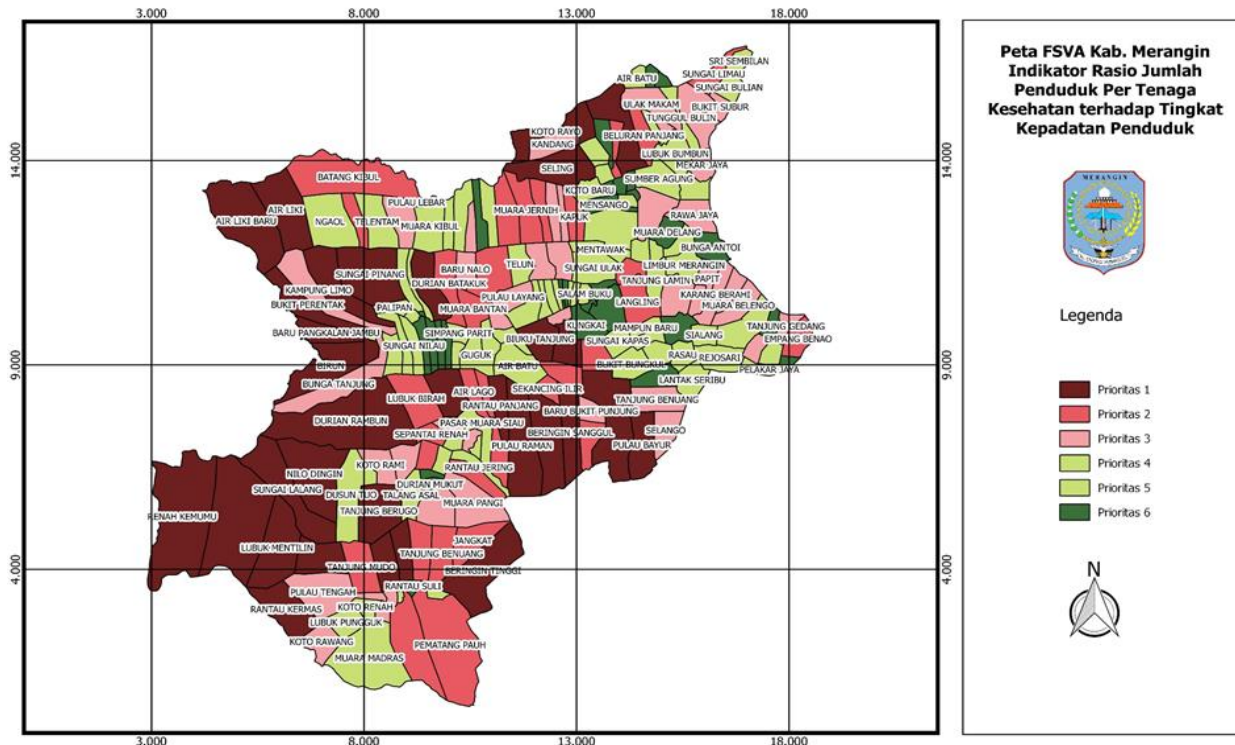 3.000 8.000 13.000 18.000
Peta FSVA Kab. Merangin
Indikator Rasio Jumlah
Penduduk Per Tenaga
Kesehatan terhadap Tingkat
Kepadatan Penduduk
MERANGIN
Legenda
Prioritas 1
Prioritas 2
Prioritas 3
Prioritas 4
Prioritas 5
Prioritas 6
N
14.000
9.000
4.000
14.000
9.000
4.000
SRI SEMBILAN
SUNGAI LIMAU
AIR BATU
SUNGAI BULIAN
ULAK MAKAM
BUKIT SUBUR
TUNGGUL BULIN
KOTO RAYO
BELURAN PANJANG
KANDANG
LUBUK BUMBUN
SELING
MEKAR JAYA
BATANG KIBUL
SUMBER AGUNG
KOTO BARU
PULAU LEBAR
MENSANGO
AIR LIKI
MUARA JERNIH
RAWA JAYA
AIR LIKI BARU
NGAOL
TELENTAM
KAPUK
MUARA KIBUL
MUARA DELANG
BUNGA ANTOI
MENTAWAK
TELUN
LIMBUR MERANGIN
SUNGAI PINANG
BARU NALO
SUNGAI ULAK
PAPIT
DURIAN BATAKUK
TANJUNG LAMIN
KAMPUNG LIMO
PULAU LAYANG
SALAM BUKU
KARANG BERAHI
BUKIT PERENTAK
LANGLING
MUARA BELENGO
PALIPAN
MUARA BANTAN
KUNGKAI
TANJUNG GEDANG
BARU PANGKALAN JAMBU
SIMPANG PARIT
MAMPUN BARU
SIALANG
BIUKU TANJUNG
EMPANG BENAO
SUNGAI NILAU
SUNGAI KAPAS
GUGUK
RASAU
REJOSARI
BIRUN
AIR BATU
BUKIT BUNGKUL
PELAKAR JAYA
BUNGA TANJUNG
LANTAK SERIBU
SEKANCING ILIR
AIR LAGO
LUBUK BIRAH
TANJUNG BENUANG
RANTAU PANJANG
BARU BUKIT PUNJUNG
DURIAN RAMBUN
PASAR MUARA SIAU
SELANGO
SEPANTAI RENAH
BERINGIN SANGGUL
PULAU RAMAN
PULAU BAYUR
KOTO RAMI
RANTAU JERING
NILO DINGIN
DURIAN MUKUT
SUNGAI LALANG
DUSUN TUO
TALANG ASAL
MUARA PANGI
TANJUNG BERUGO
RENAH KEMUMU
JANGKAT
LUBUK MENTILIN
TANJUNG BENUANG
TANJUNG MUDO
BERINGIN TINGGI
PULAU TENGAH
RANTAU SULI
RANTAU KERMAS
KOTO RENAH
LUBUK PUNGGUK
KOTO RAWANG
PEMATANG PAUH
MUARA MADRAS
3.000 8.000 13.000 18.000